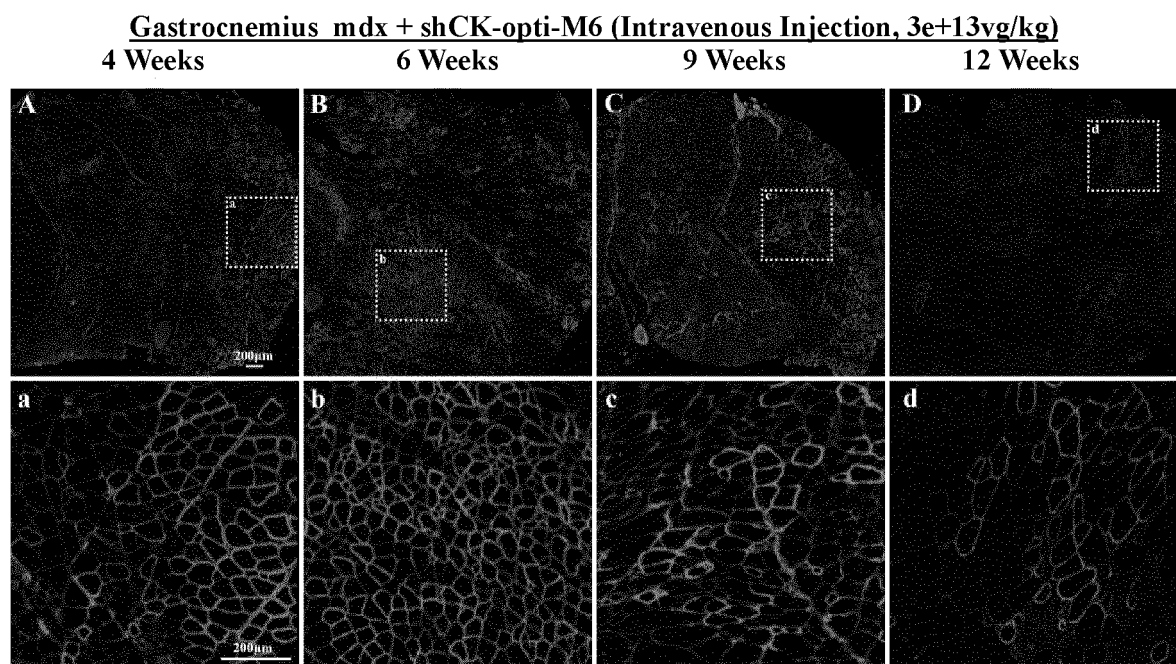 Gastrocnemius mdx + shCK-opti-M6 (Intravenous Injection, 3e+13vg/kg)
4 Weeks 6 Weeks 9 Weeks 12 Weeks
A B C D
d
a c
b
200μm
a b c d
200μm